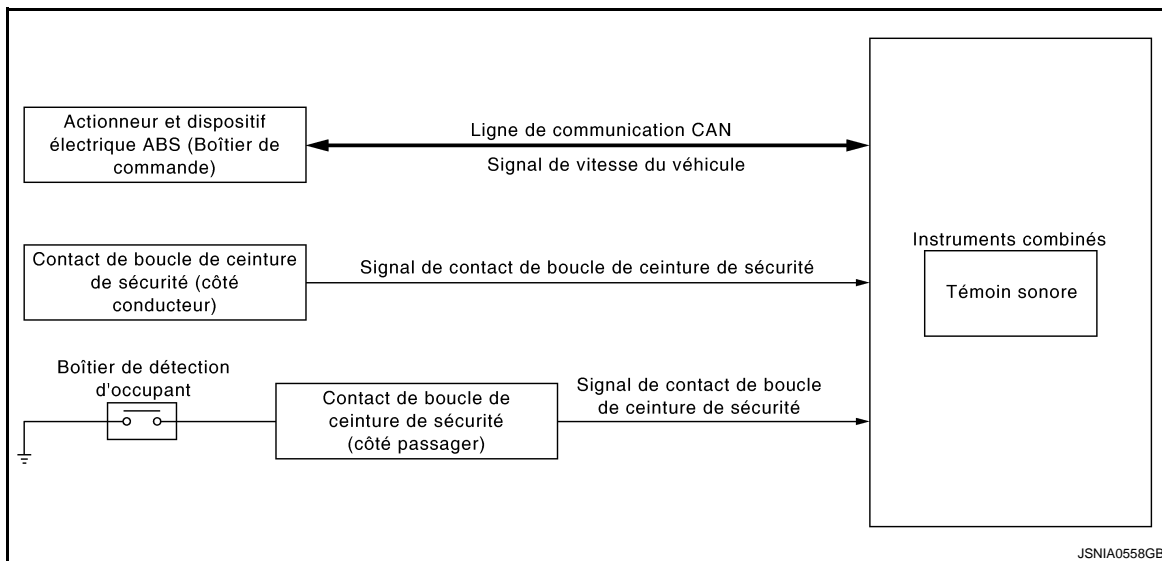 Actionneur et dispositif
électrique ABS (Boîtier de
commande)
Ligne de communication CAN
Signal de vitesse du véhicule
Contact de boucle de ceinture
de sécurité (côté
conducteur)
Signal de contact de boucle de ceinture de sécurité
Instruments combinés
Témoin sonore
Boîtier de détection
d'occupant
Contact de boucle de
ceinture de sécurité
(côté passager)
Signal de contact de boucle
de ceinture de sécurité
JSNIA0558GB